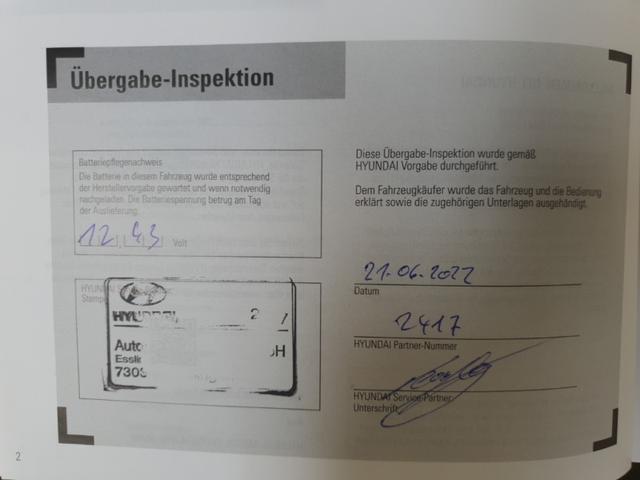 Übergabe-Inspektion
Batteriepflegenachweis
Die Batterie in diesem Fahrzeug wurde entsprechend
der Herstellervorgabe gewartet und wenn notwendig
nachgeladen. Die Batteriespannung betrug am Tag
der Auslieferung:
12,43 Volt
Diese Übergabe-Inspektion wurde gemäß
HYUNDAI Vorgabe durchgeführt.
Dem Fahrzeugkäufer wurde das Fahrzeug und die Bedienung
erklärt sowie die zugehörigen Unterlagen ausgehändigt.
HYUNDAI
2
Auto
Essli
730
21.06.2022
Datum
2417
HYUNDAI Partner-Nummer
HYUNDAI Service-Partner
Unterschrift
2